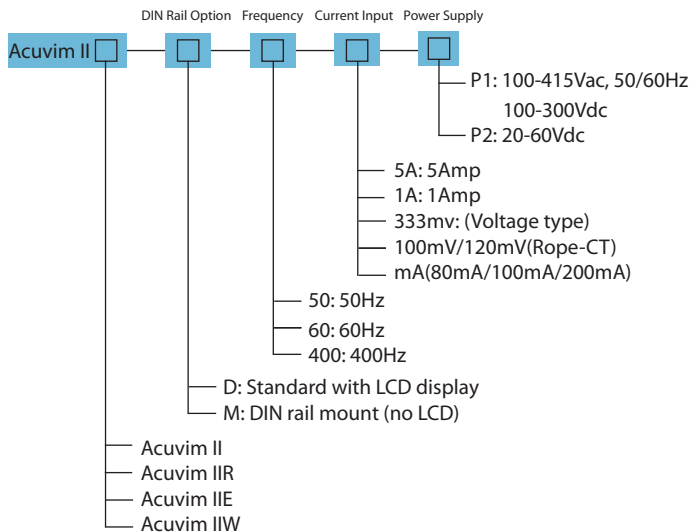 DIN Rail Option Frequency Current Input Power Supply
Acuvim II
P1: 100-415Vac, 50/60Hz
100-300Vdc
P2: 20-60Vdc
5A: 5Amp
1A: 1Amp
333mv: (Voltage type)
100mV/120mV(Rope-CT)
mA(80mA/100mA/200mA)
50: 50Hz
60: 60Hz
400: 400Hz
D: Standard with LCD display
M: DIN rail mount (no LCD)
Acuvim II
Acuvim IIR
Acuvim IIE
Acuvim IIW